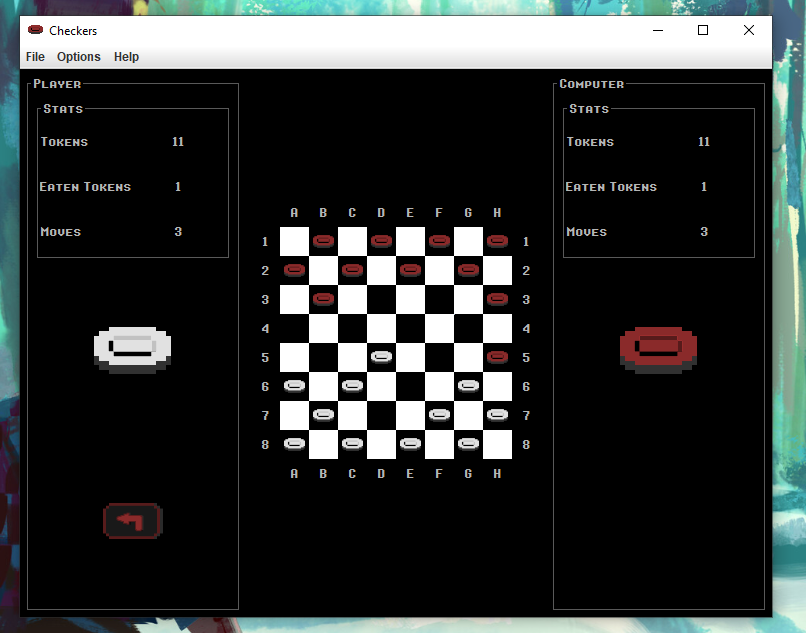 Checkers
File Options Help
Player
Stats
Tokens 11
Eaten Tokens 1
Moves 3
A B C D E F G H
1 1
2 2
3 3
4 4
5 5
6 6
7 7
8 8
A B C D E F G H
Computer
Stats
Tokens 11
Eaten Tokens 1
Moves 3